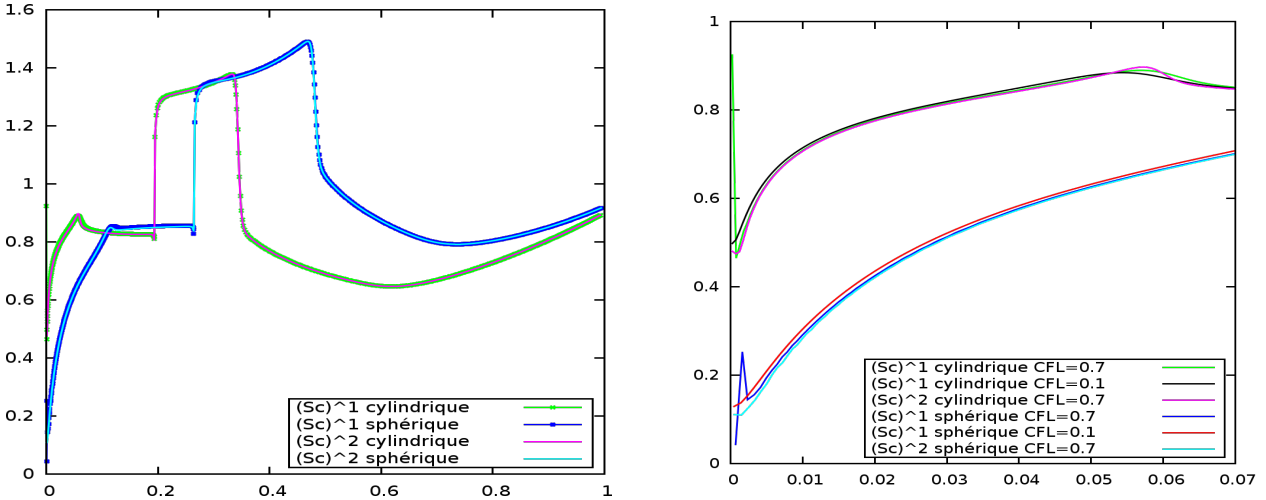 1.6
1.4
1.2
1
0.8
0.6
0.4
0.2
0
0 0.2 0.4 0.6 0.8 1
(Sc)^1 cylindrique
(Sc)^1 sphérique
(Sc)^2 cylindrique
(Sc)^2 sphérique
1
0.8
0.6
0.4
0.2
0
0 0.01 0.02 0.03 0.04 0.05 0.06 0.07
(Sc)^1 cylindrique CFL=0.7
(Sc)^1 cylindrique CFL=0.1
(Sc)^2 cylindrique CFL=0.7
(Sc)^1 sphérique CFL=0.7
(Sc)^1 sphérique CFL=0.1
(Sc)^2 sphérique CFL=0.7